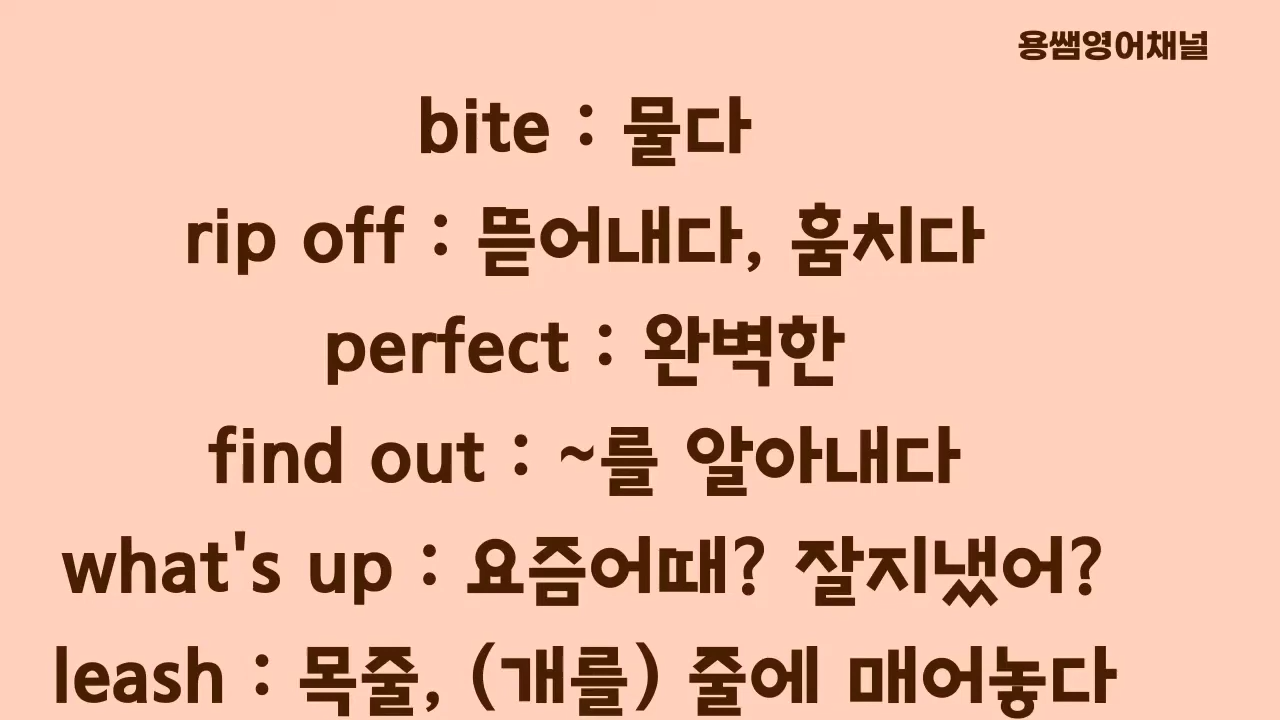 용쌤영어채널
bite : 물다
rip off : 뜯어내다, 훔치다
perfect : 완벽한
find out : ~를 알아내다
what's up : 요즘어때? 잘지냈어?
leash : 목줄, (개를) 줄에 매어놓다